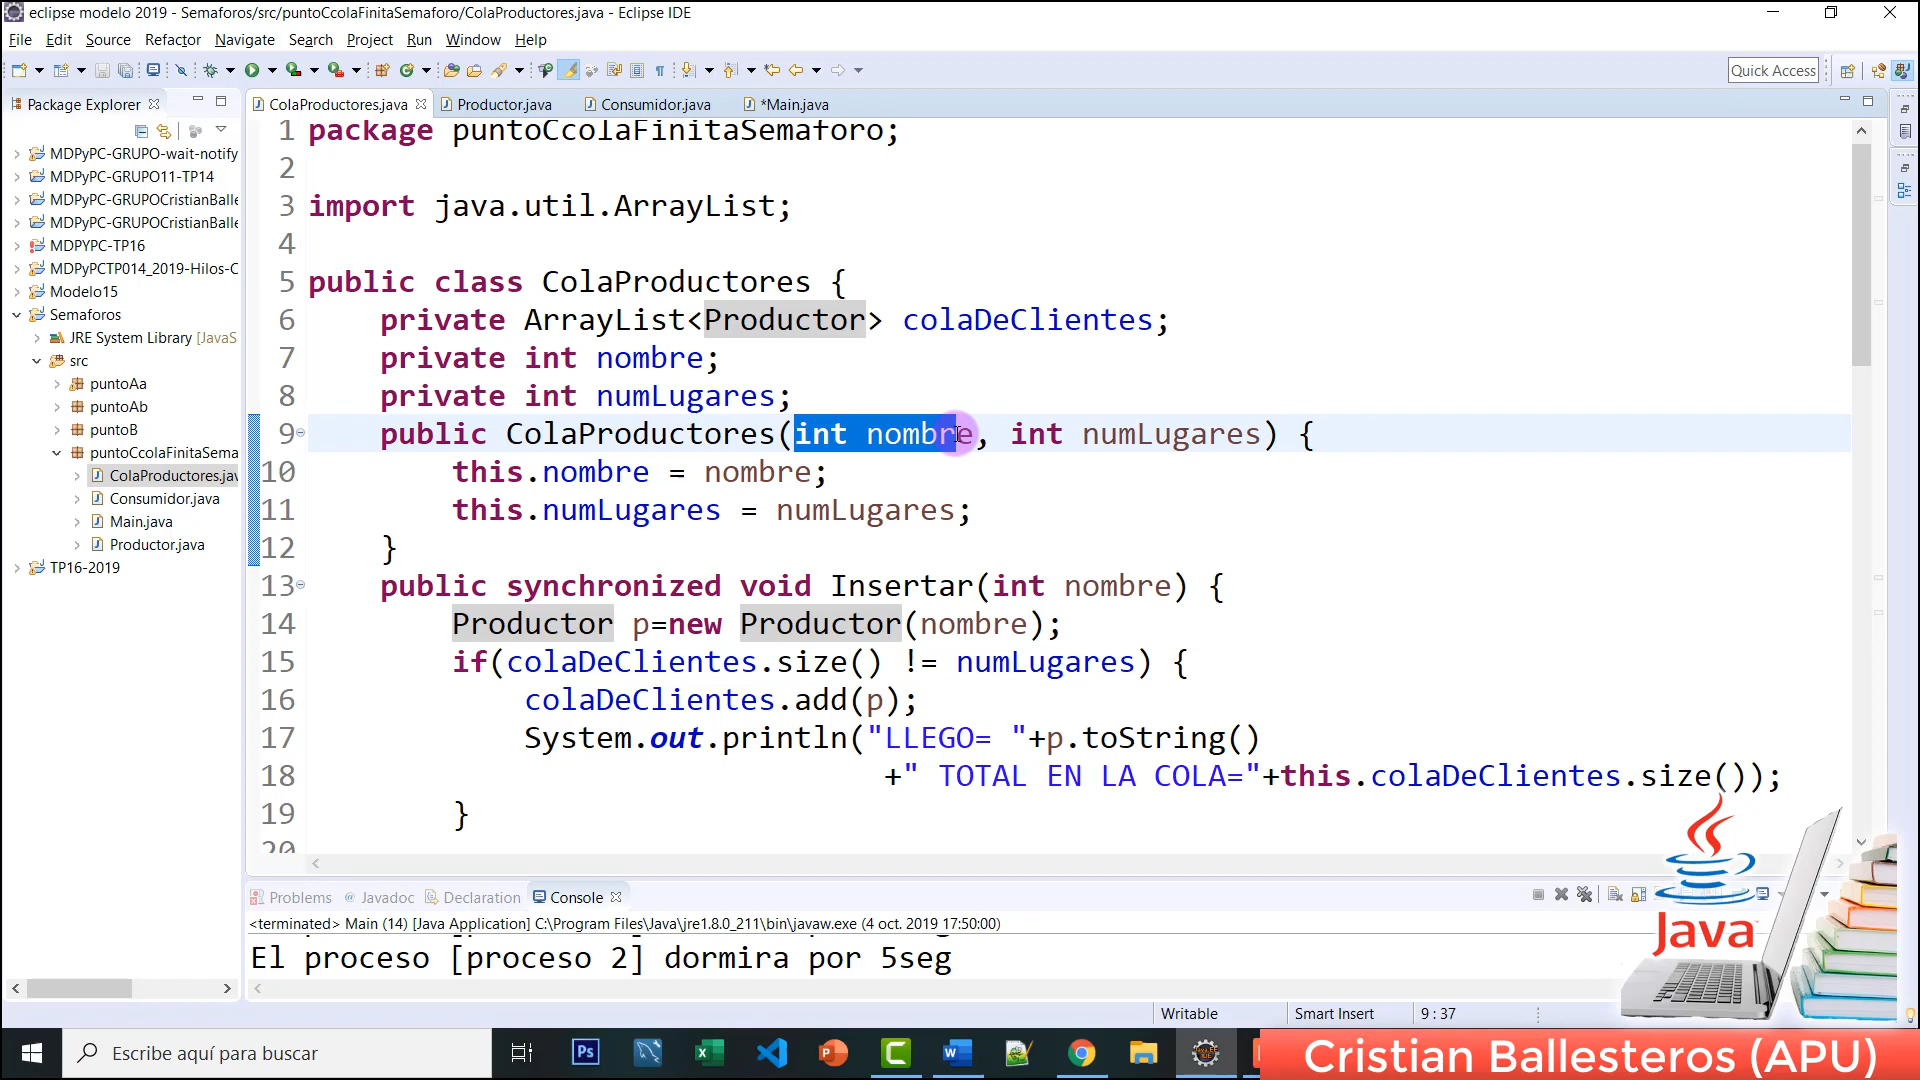 eclipse modelo 2019 - Semaforos/src/puntoCcolaFinitaSemaforo/ColaProductores.java - Eclipse IDE
File Edit Source Refactor Navigate Search Project Run Window Help
Quick Access
Package Explorer
ColaProductores.java Productor.java Consumidor.java *Main.java
MDPyPC-GRUPO-wait-notify
MDPyPC-GRUPO11-TP14
MDPyPC-GRUPOCristianBalle
MDPyPC-GRUPOCristianBalle
MDPYPC-TP16
MDPyPCTP014_2019-Hilos-C
Modelo15
Semaforos
JRE System Library [JavaS
src
puntoAa
puntoAb
puntoB
puntoCcolaFinitaSema
ColaProductores.jav
Consumidor.java
Main.java
Productor.java
TP16-2019
1 package puntoCcolaFinitaSemaforo;
2
3 import java.util.ArrayList;
4
5 public class ColaProductores {
6 private ArrayList<Productor> colaDeClientes;
7 private int nombre;
8 private int numLugares;
9 public ColaProductores(int nombre, int numLugares) {
10 this.nombre = nombre;
11 this.numLugares = numLugares;
12 }
13 public synchronized void Insertar(int nombre) {
14 Productor p=new Productor(nombre);
15 if(colaDeClientes.size() != numLugares) {
16 colaDeClientes.add(p);
17 System.out.println("LLEGO= "+p.toString()
18 +" TOTAL EN LA COLA="+this.colaDeClientes.size());
19 }
20
Problems Javadoc Declaration Console
<terminated> Main (14) [Java Application] C:\Program Files\Java\jre1.8.0_211\bin\javaw.exe (4 oct. 2019 17:50:00)
El proceso [proceso 2] dormira por 5seg
Writable Smart Insert 9 : 37
Java
Escribe aquí para buscar
Cristian Ballesteros (APU)